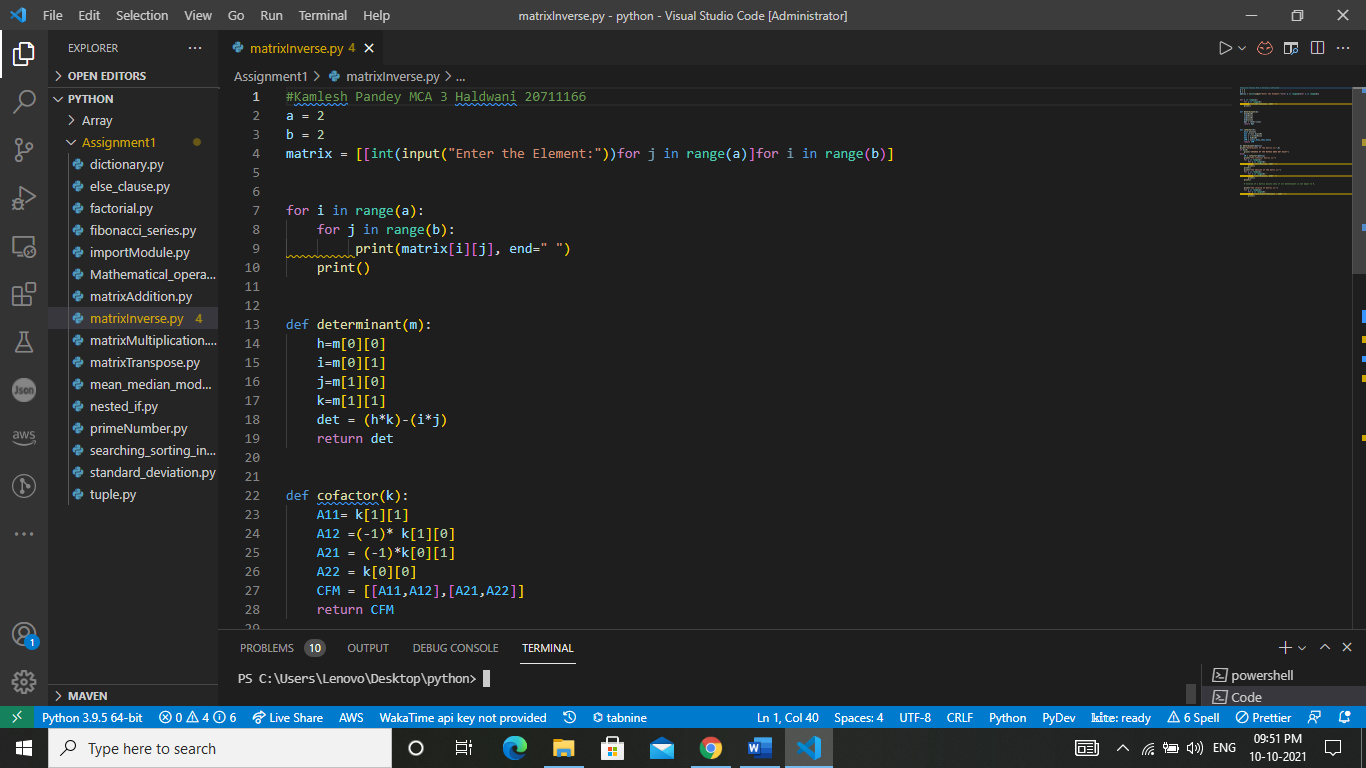 File Edit Selection View Go Run Terminal Help matrixInverse.py - python - Visual Studio Code [Administrator]
EXPLORER
OPEN EDITORS
PYTHON
Array
Assignment1
dictionary.py
else_clause.py
factorial.py
fibonacci_series.py
importModule.py
Mathematical_opera...
matrixAddition.py
matrixInverse.py 4
matrixMultiplication....
matrixTranspose.py
mean_median_mod...
nested_if.py
primeNumber.py
searching_sorting_in...
standard_deviation.py
tuple.py
MAVEN
Json
aws
1
matrixInverse.py 4
Assignment1 > matrixInverse.py > ...
1 #Kamlesh Pandey MCA 3 Haldwani 20711166
2 a = 2
3 b = 2
4 matrix = [[int(input("Enter the Element:"))for j in range(a)]for i in range(b)]
5
6
7 for i in range(a):
8     for j in range(b):
9         print(matrix[i][j], end=" ")
10     print()
11
12
13 def determinant(m):
14     h=m[0][0]
15     i=m[0][1]
16     j=m[1][0]
17     k=m[1][1]
18     det = (h*k)-(i*j)
19     return det
20
21
22 def cofactor(k):
23     A11= k[1][1]
24     A12 =(-1)* k[1][0]
25     A21 = (-1)*k[0][1]
26     A22 = k[0][0]
27     CFM = [[A11,A12],[A21,A22]]
28     return CFM
29
PROBLEMS 10 OUTPUT DEBUG CONSOLE TERMINAL
PS C:\Users\Lenovo\Desktop\python>
powershell
Code
Python 3.9.5 64-bit 0 4 6 Live Share AWS WakaTime api key not provided tabnine Ln 1, Col 40 Spaces: 4 UTF-8 CRLF Python PyDev kite: ready 6 Spell Prettier
Type here to search
ENG
09:51 PM
10-10-2021